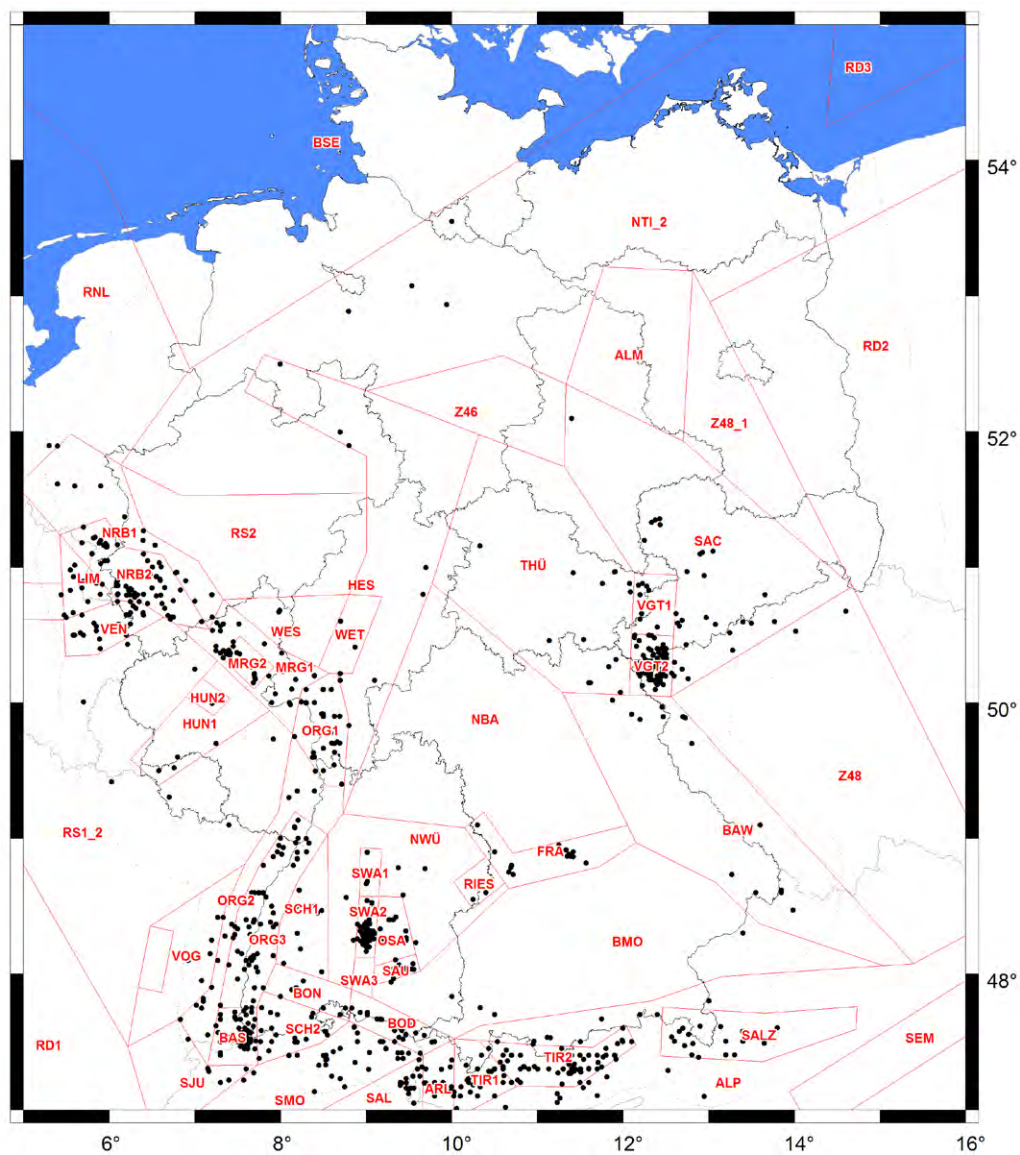 RD3
BSE
54°
NTI_2
RNL
RD2
ALM
Z46
Z48_1
52°
NRB1
RS2
SAC
THÜ
LIM
NRB2
HES
VGT1
VEN
WES
WET
MRG2
MRG1
VGT2
HUN2
50°
HUN1
ORG1
NBA
Z48
RS1_2
BAW
NWÜ
FRA
SWA1
RIES
ORG2
SCH1
SWA2
ORG3
OSA
BMO
VOG
SAU
48°
SWA3
BON
BOD
SCH2
BAS
SALZ
SEM
RD1
TIR2
SJU
TIR1
ALP
ARL
SMO
SAL
6° 8° 10° 12° 14° 16°